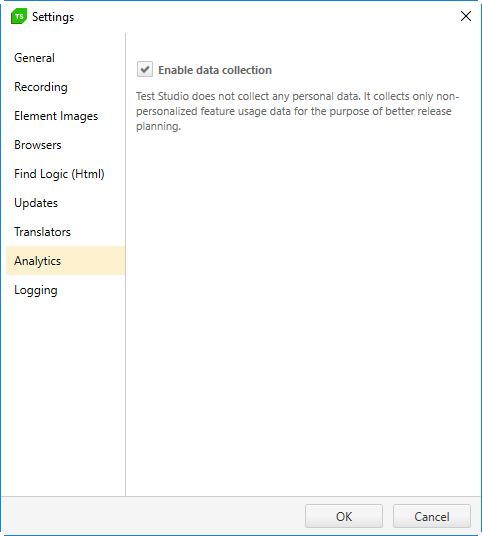 TS Settings
General
Recording
Element Images
Browsers
Find Logic (Html)
Updates
Translators
Analytics
Logging
Enable data collection
Test Studio does not collect any personal data. It collects only non-
personalized feature usage data for the purpose of better release
planning.
OK
Cancel